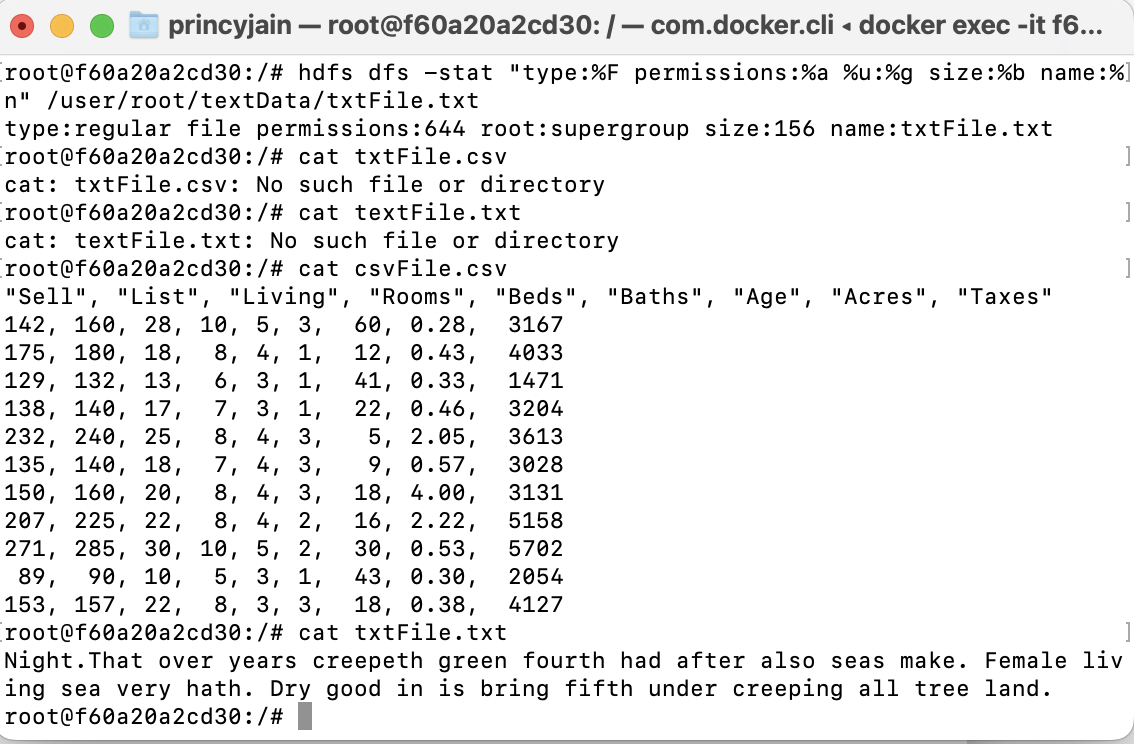 princyjain — root@f60a20a2cd30: / — com.docker.cli ◂ docker exec -it f6...
[root@f60a20a2cd30:/# hdfs dfs -stat "type:%F permissions:%a %u:%g size:%b name:%]
n" /user/root/textData/txtFile.txt
type:regular file permissions:644 root:supergroup size:156 name:txtFile.txt
[root@f60a20a2cd30:/# cat txtFile.csv ]
cat: txtFile.csv: No such file or directory
[root@f60a20a2cd30:/# cat textFile.txt ]
cat: textFile.txt: No such file or directory
[root@f60a20a2cd30:/# cat csvFile.csv ]
"Sell", "List", "Living", "Rooms", "Beds", "Baths", "Age", "Acres", "Taxes"
142, 160, 28, 10, 5, 3,  60, 0.28,  3167
175, 180, 18,  8, 4, 1,  12, 0.43,  4033
129, 132, 13,  6, 3, 1,  41, 0.33,  1471
138, 140, 17,  7, 3, 1,  22, 0.46,  3204
232, 240, 25,  8, 4, 3,   5, 2.05,  3613
135, 140, 18,  7, 4, 3,   9, 0.57,  3028
150, 160, 20,  8, 4, 3,  18, 4.00,  3131
207, 225, 22,  8, 4, 2,  16, 2.22,  5158
271, 285, 30, 10, 5, 2,  30, 0.53,  5702
 89,  90, 10,  5, 3, 1,  43, 0.30,  2054
153, 157, 22,  8, 3, 3,  18, 0.38,  4127
[root@f60a20a2cd30:/# cat txtFile.txt ]
Night.That over years creepeth green fourth had after also seas make. Female liv
ing sea very hath. Dry good in is bring fifth under creeping all tree land.
root@f60a20a2cd30:/#